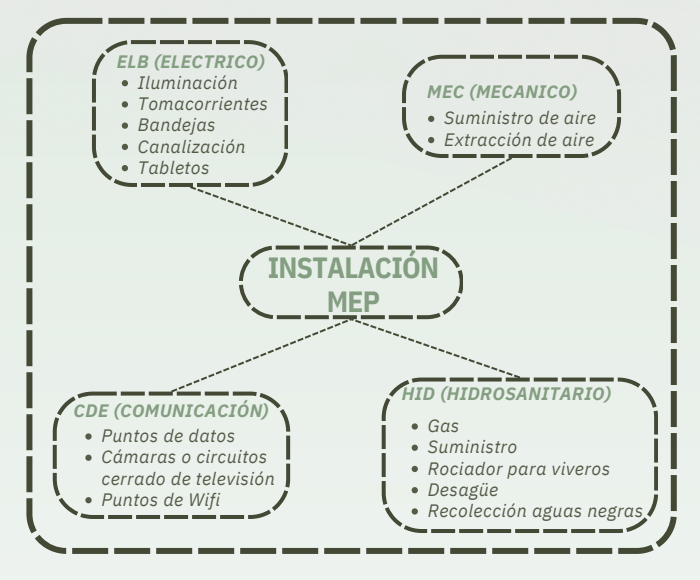 ELB (ELECTRICO)
• Iluminación
• Tomacorrientes
• Bandejas
• Canalización
• Tabletos
MEC (MECANICO)
• Suministro de aire
• Extracción de aire
INSTALACIÓN
MEP
CDE (COMUNICACIÓN)
• Puntos de datos
• Cámaras o circuitos
cerrado de televisión
• Puntos de Wifi
HID (HIDROSANITARIO)
• Gas
• Suministro
• Rociador para viveros
• Desagüe
• Recolección aguas negras